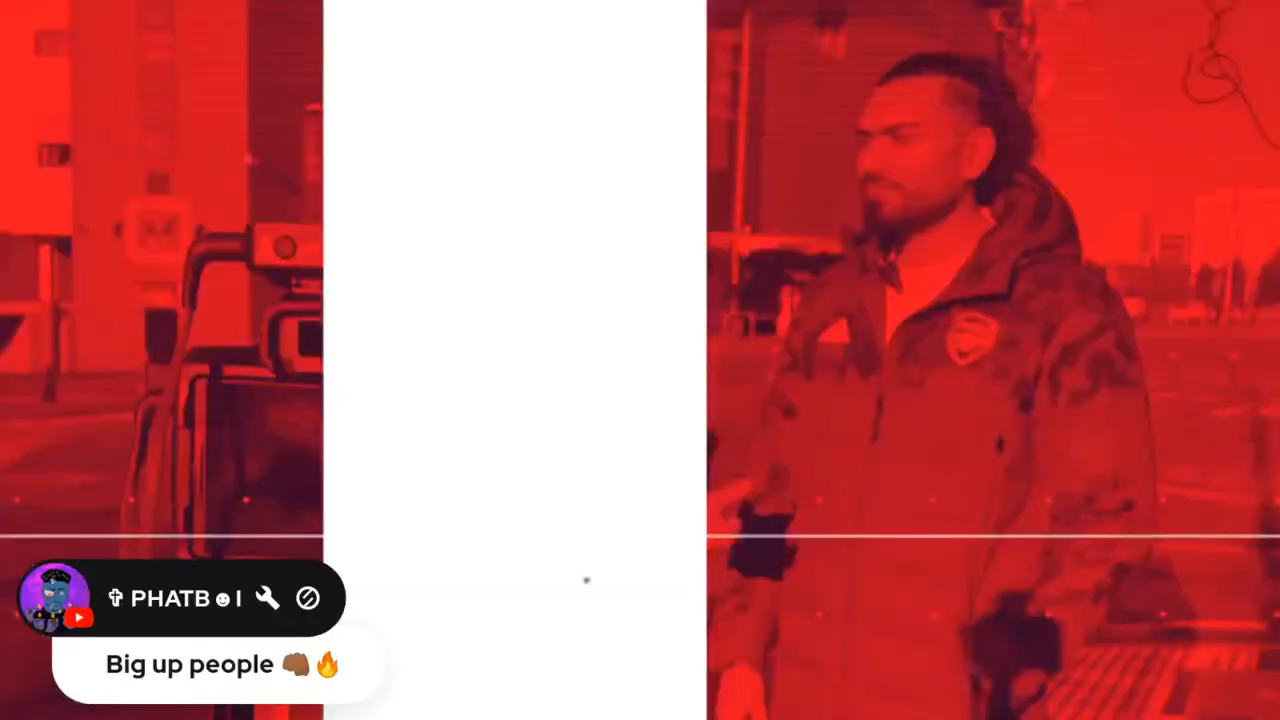 ✞ PHATB☻I
Big up people 👊🏾🔥